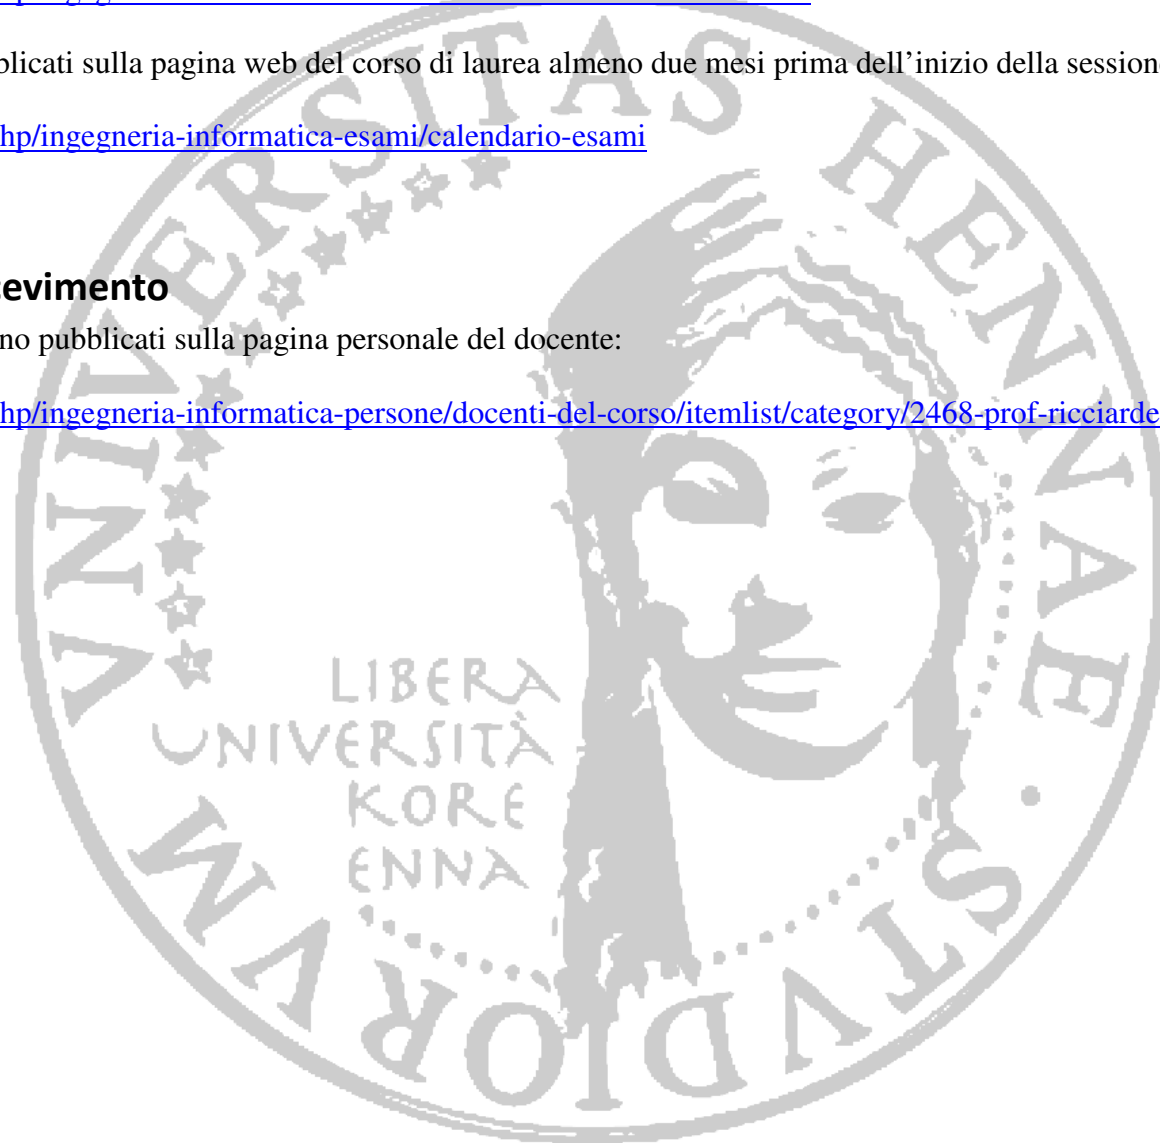 blicati sulla pagina web del corso di laurea almeno due mesi prima dell’inizio della sessione
hp/ingegneria-informatica-esami/calendario-esami
evimento
no pubblicati sulla pagina personale del docente:
hp/ingegneria-informatica-persone/docenti-del-corso/itemlist/category/2468-prof-ricciarde
VNIVERSITAS HENNAE · STVDIORVM
LIBERA
UNIVERSITÀ
KORE
ENNA